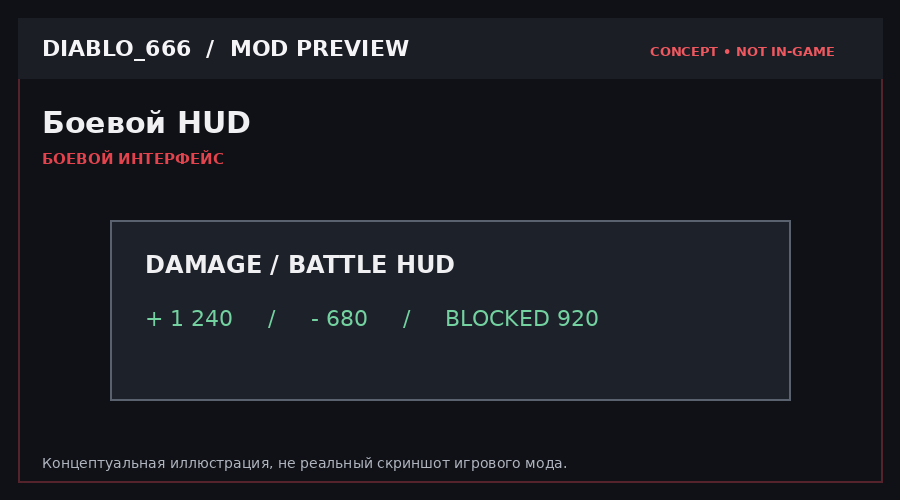 DIABLO_666 / MOD PREVIEW
CONCEPT • NOT IN-GAME
Боевой HUD
БОЕВОЙ ИНТЕРФЕЙС
DAMAGE / BATTLE HUD
+ 1 240 / - 680 / BLOCKED 920
Концептуальная иллюстрация, не реальный скриншот игрового мода.